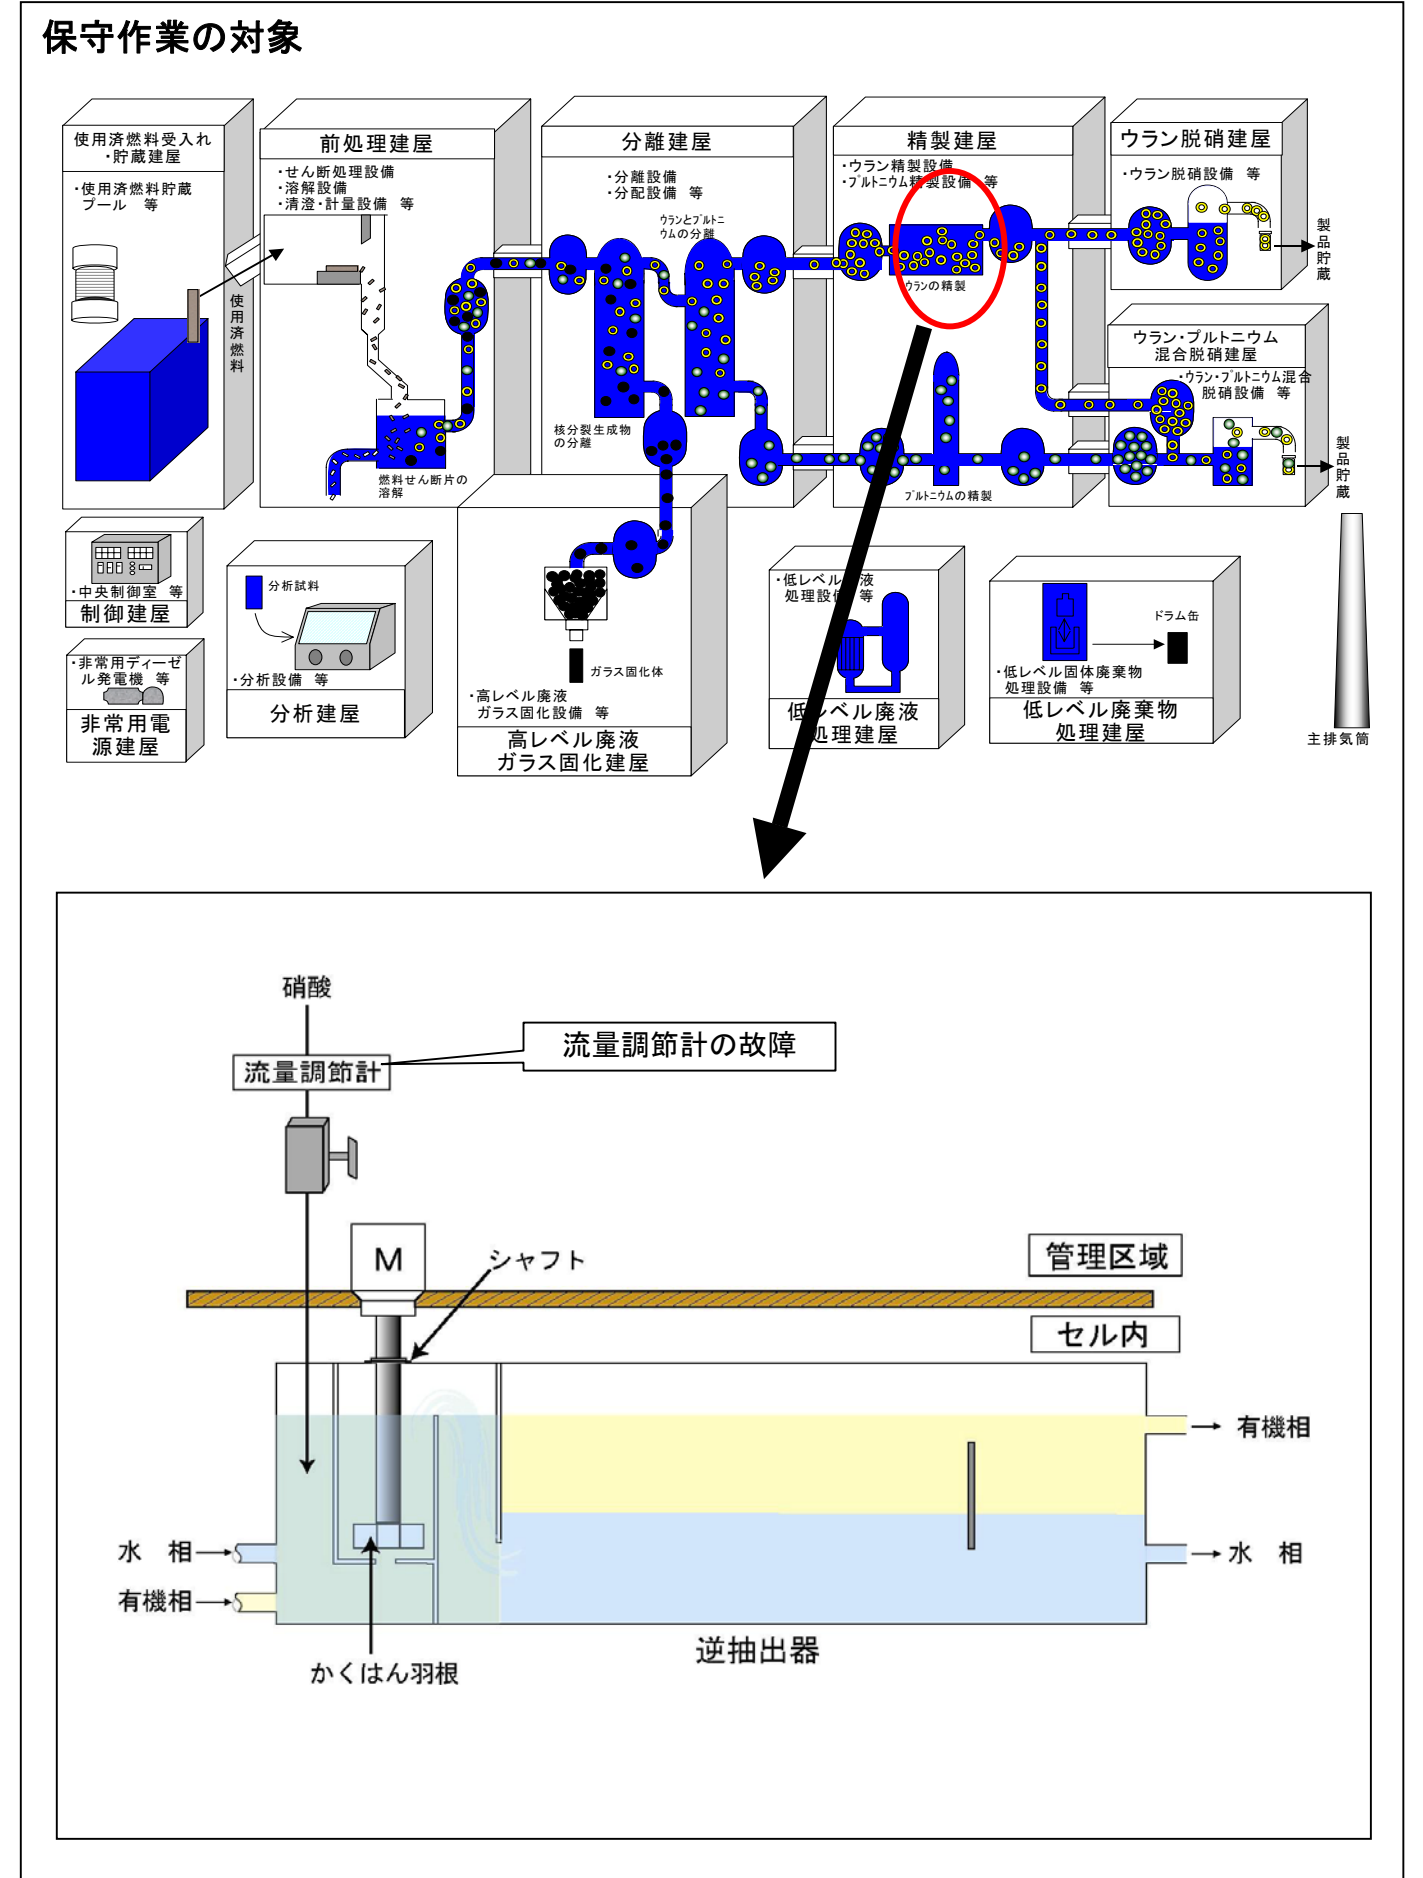 保守作業の対象
使用済燃料受入れ
・貯蔵建屋
・使用済燃料貯蔵
プール 等
使用済燃料
前処理建屋
・せん断処理設備
・溶解設備
・清澄・計量設備 等
燃料せん断片の
溶解
分離建屋
・分離設備
・分配設備 等
ウランとプルトニ
ウムの分離
核分裂生成物
の分離
精製建屋
・ウラン精製設備
・プルトニウム精製設備 等
ウランの精製
プルトニウムの精製
ウラン脱硝建屋
・ウラン脱硝設備 等
製品貯蔵
ウラン・プルトニウム
混合脱硝建屋
・ウラン・プルトニウム混合
脱硝設備 等
製品貯蔵
・中央制御室 等
制御建屋
・非常用ディーゼ
ル発電機 等
非常用電
源建屋
分析試料
・分析設備 等
分析建屋
ガラス固化体
・高レベル廃液
ガラス固化設備 等
高レベル廃液
ガラス固化建屋
・低レベル 液
処理設備 等
低レベル廃液
処理建屋
ドラム缶
・低レベル固体廃棄物
処理設備 等
低レベル廃棄物
処理建屋
主排気筒
硝酸
流量調節計の故障
流量調節計
M
シャフト
管理区域
セル内
有機相
水 相
水 相
有機相
逆抽出器
かくはん羽根